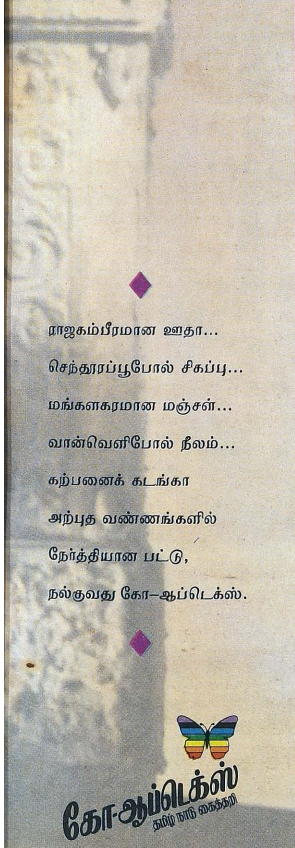 ராஜகம்பீரமான ஊதா...
செந்தூரப்பூபோல் சிகப்பு...
மங்களகரமான மஞ்சள்...
வான்வெளிபோல் நீலம்...
கற்பனைக் கடங்கா
அற்புத வண்ணங்களில்
நேர்த்தியான பட்டு,
நல்குவது கோ–ஆப்டெக்ஸ்.
கோ-ஆப்டெக்ஸ்
தமிழ் நாடு கைத்தறி